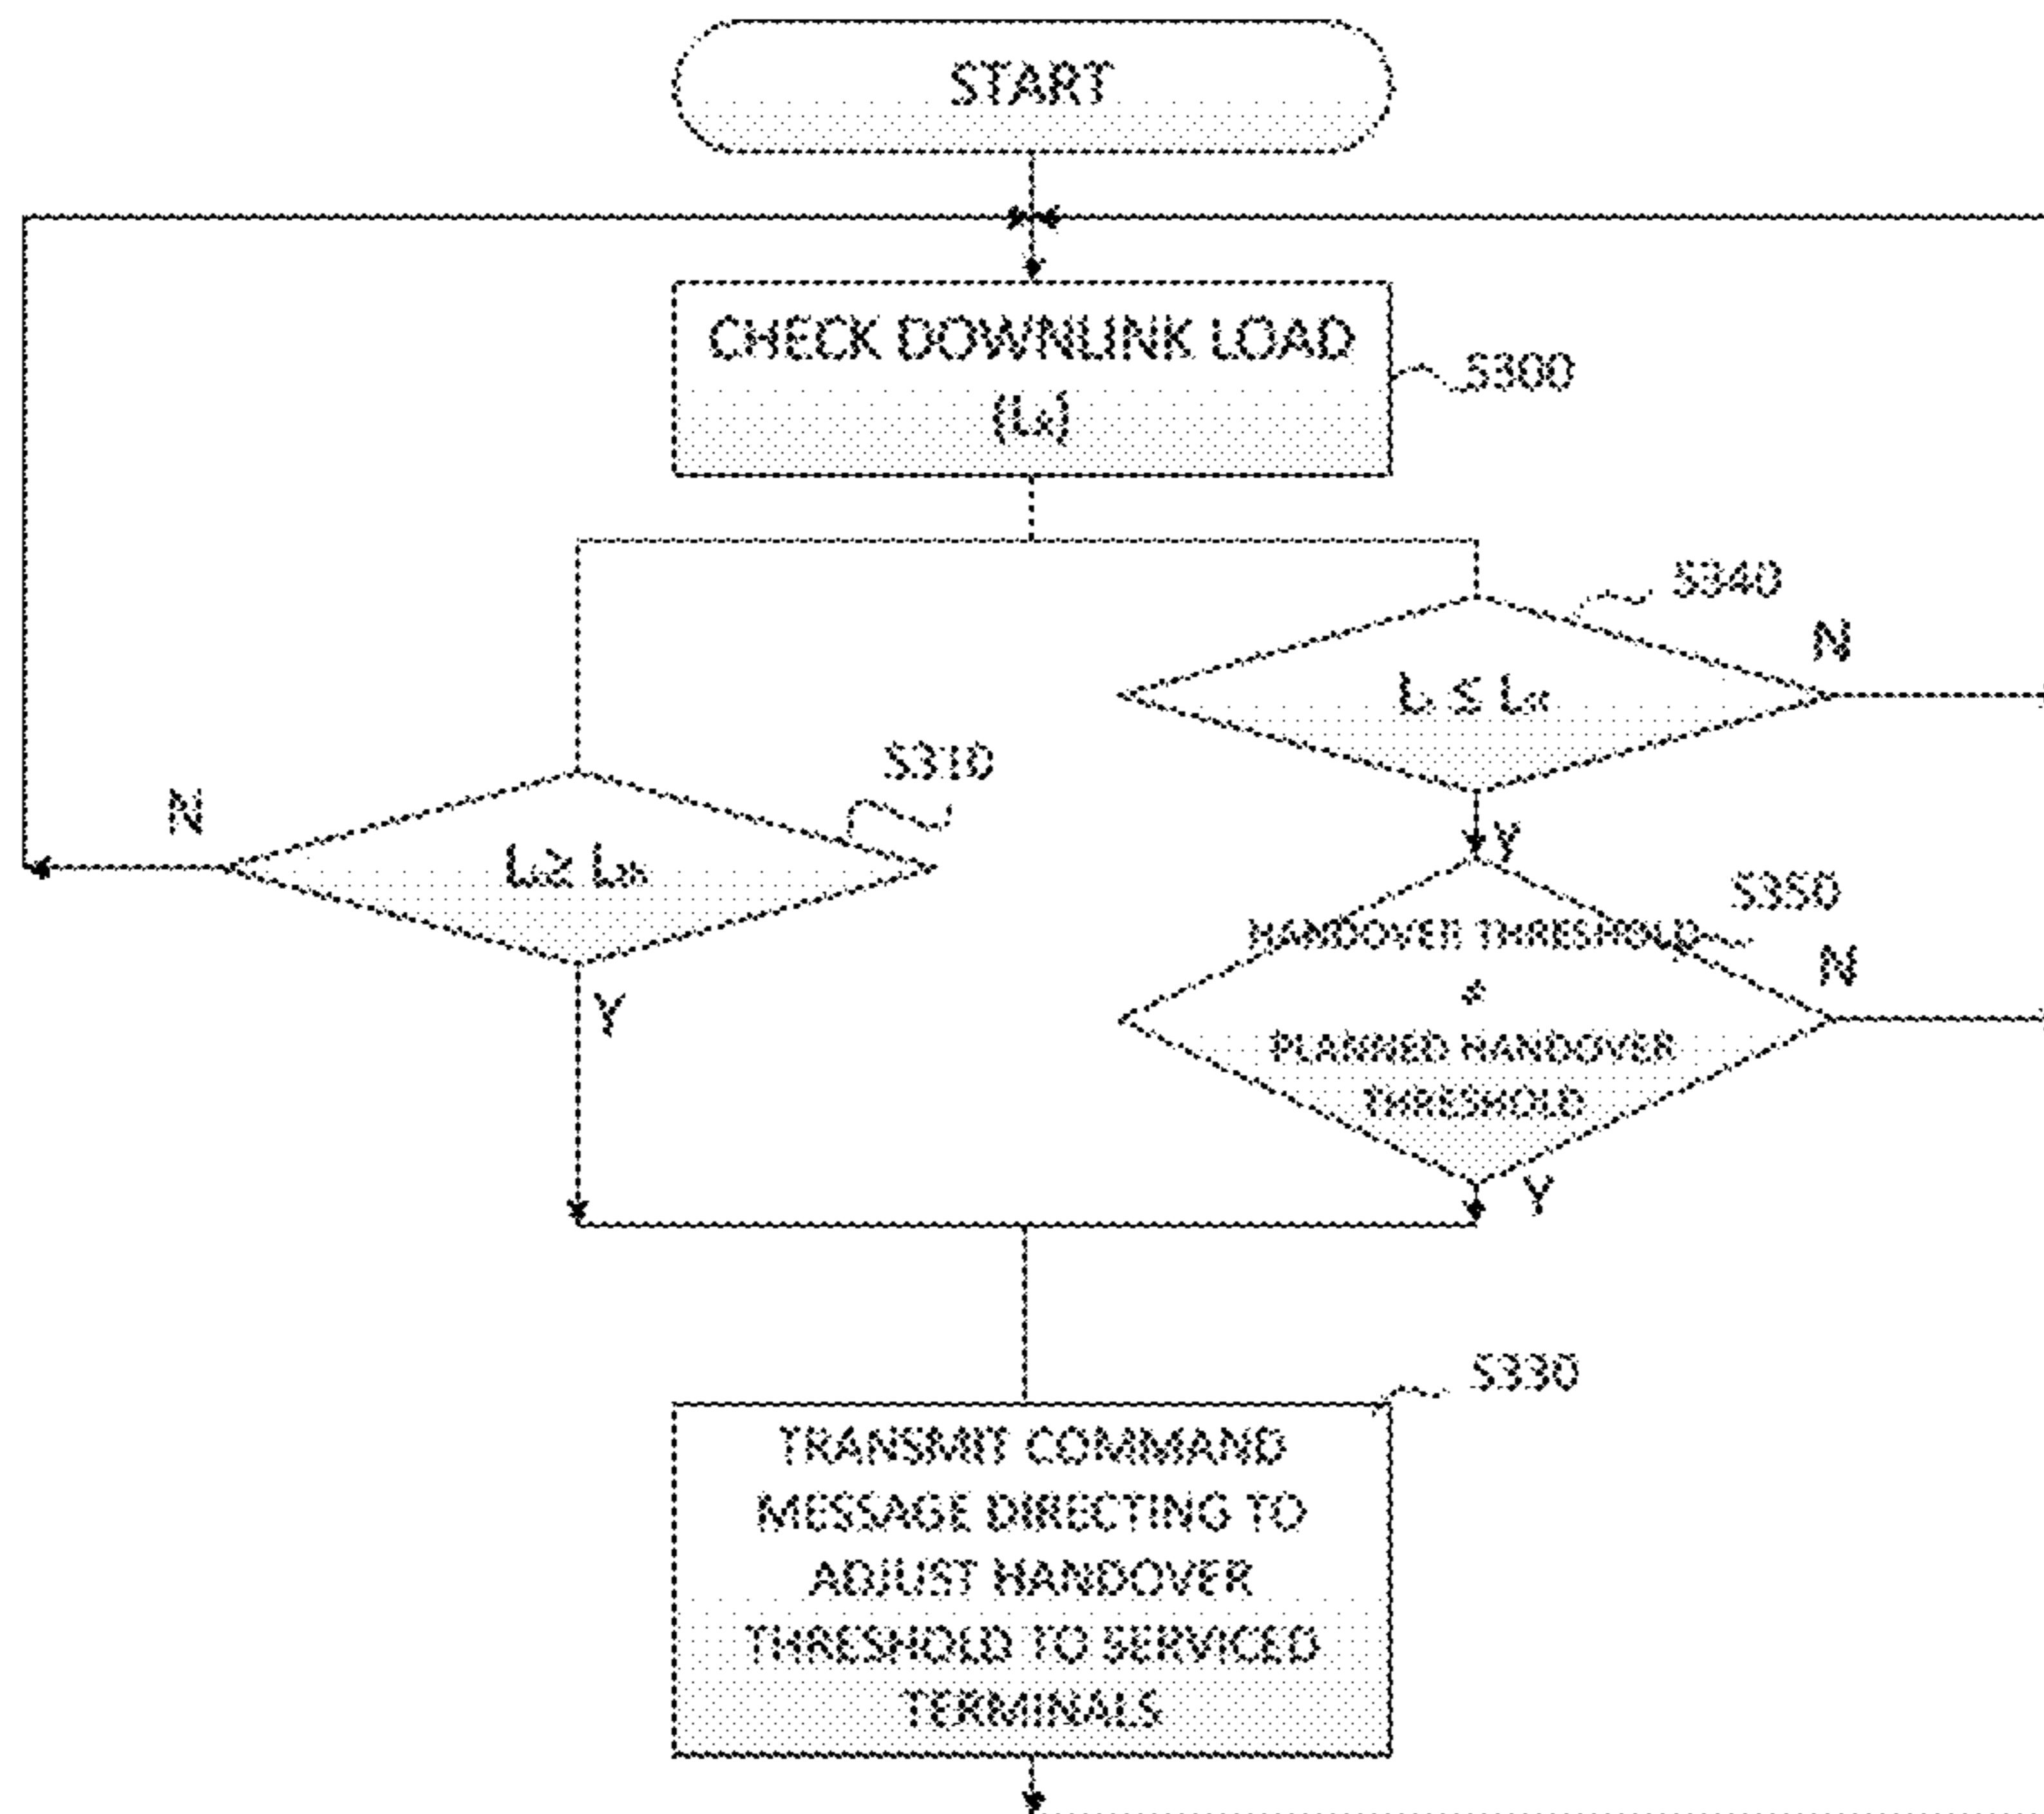 START
CHECK DOWNLINK LOAD
S300
S340
N
S310
N
Y
S350
HANDOVER THRESHOLD
N
≠
Y
PLANNED HANDOVER
THRESHOLD
Y
S330
TRANSMIT COMMAND
MESSAGE DIRECTING TO
ADJUST HANDOVER
THRESHOLD TO SERVICED
TERMINALS